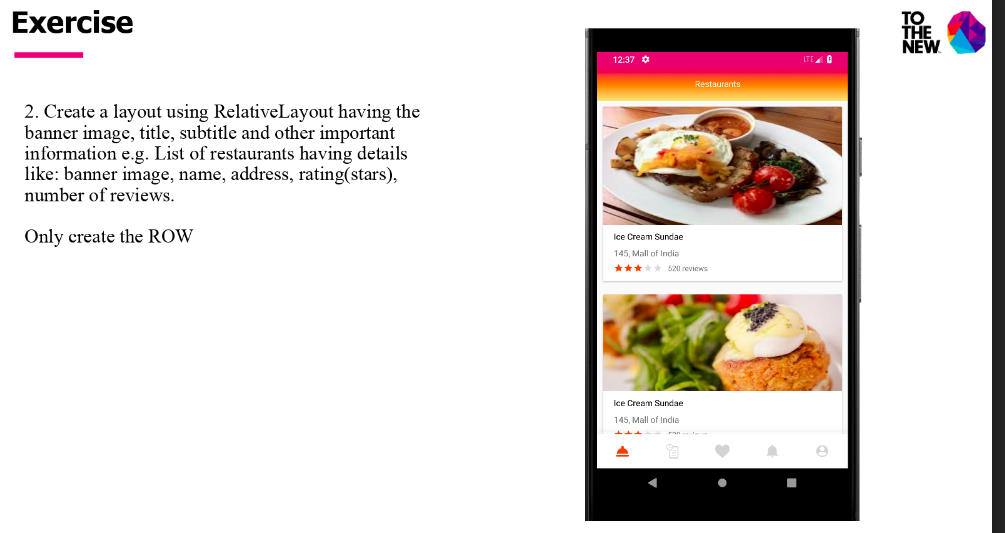 Exercise
TO
THE
NEW
2. Create a layout using RelativeLayout having the
banner image, title, subtitle and other important
information e.g. List of restaurants having details
like: banner image, name, address, rating(stars),
number of reviews.
Only create the ROW
12:37
LTE
Restaurants
Ice Cream Sundae
145, Mall of India
520 reviews
Ice Cream Sundae
145, Mall of India